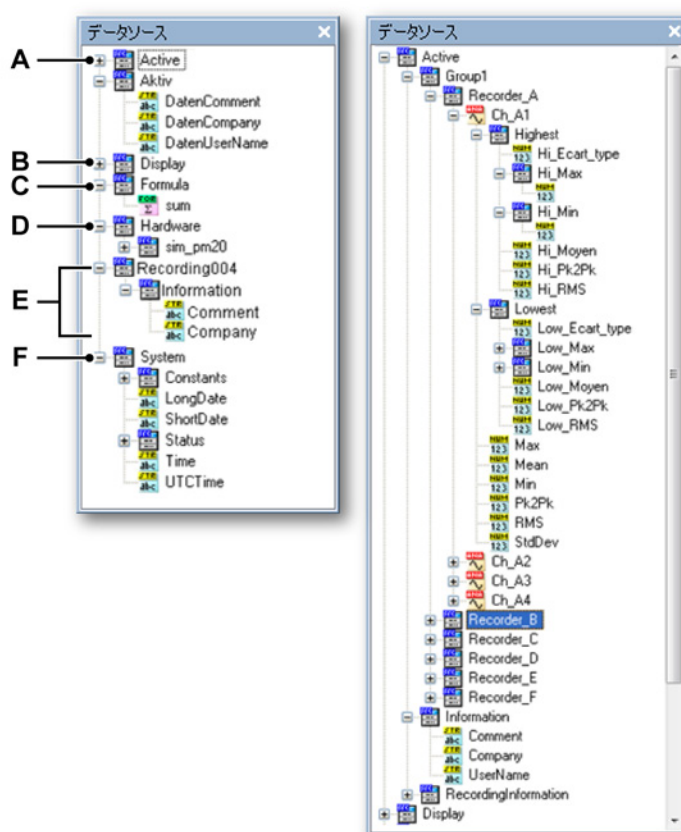 データソース
A
Active
Aktiv
DatenComment
DatenCompany
DatenUserName
B
Display
C
Formula
sum
D
Hardware
sim_pm20
E
Recording004
Information
Comment
Company
F
System
Constants
LongDate
ShortDate
Status
Time
UTCTime
データソース
Active
Group1
Recorder_A
Ch_A1
Highest
Hi_Ecart_type
Hi_Max
Hi_Min
Hi_Moyen
Hi_Pk2Pk
Hi_RMS
Lowest
Low_Ecart_type
Low_Max
Low_Min
Low_Moyen
Low_Pk2Pk
Low_RMS
Max
Mean
Min
Pk2Pk
RMS
StdDev
Ch_A2
Ch_A3
Ch_A4
Recorder_B
Recorder_C
Recorder_D
Recorder_E
Recorder_F
Information
Comment
Company
UserName
RecordingInformation
Display